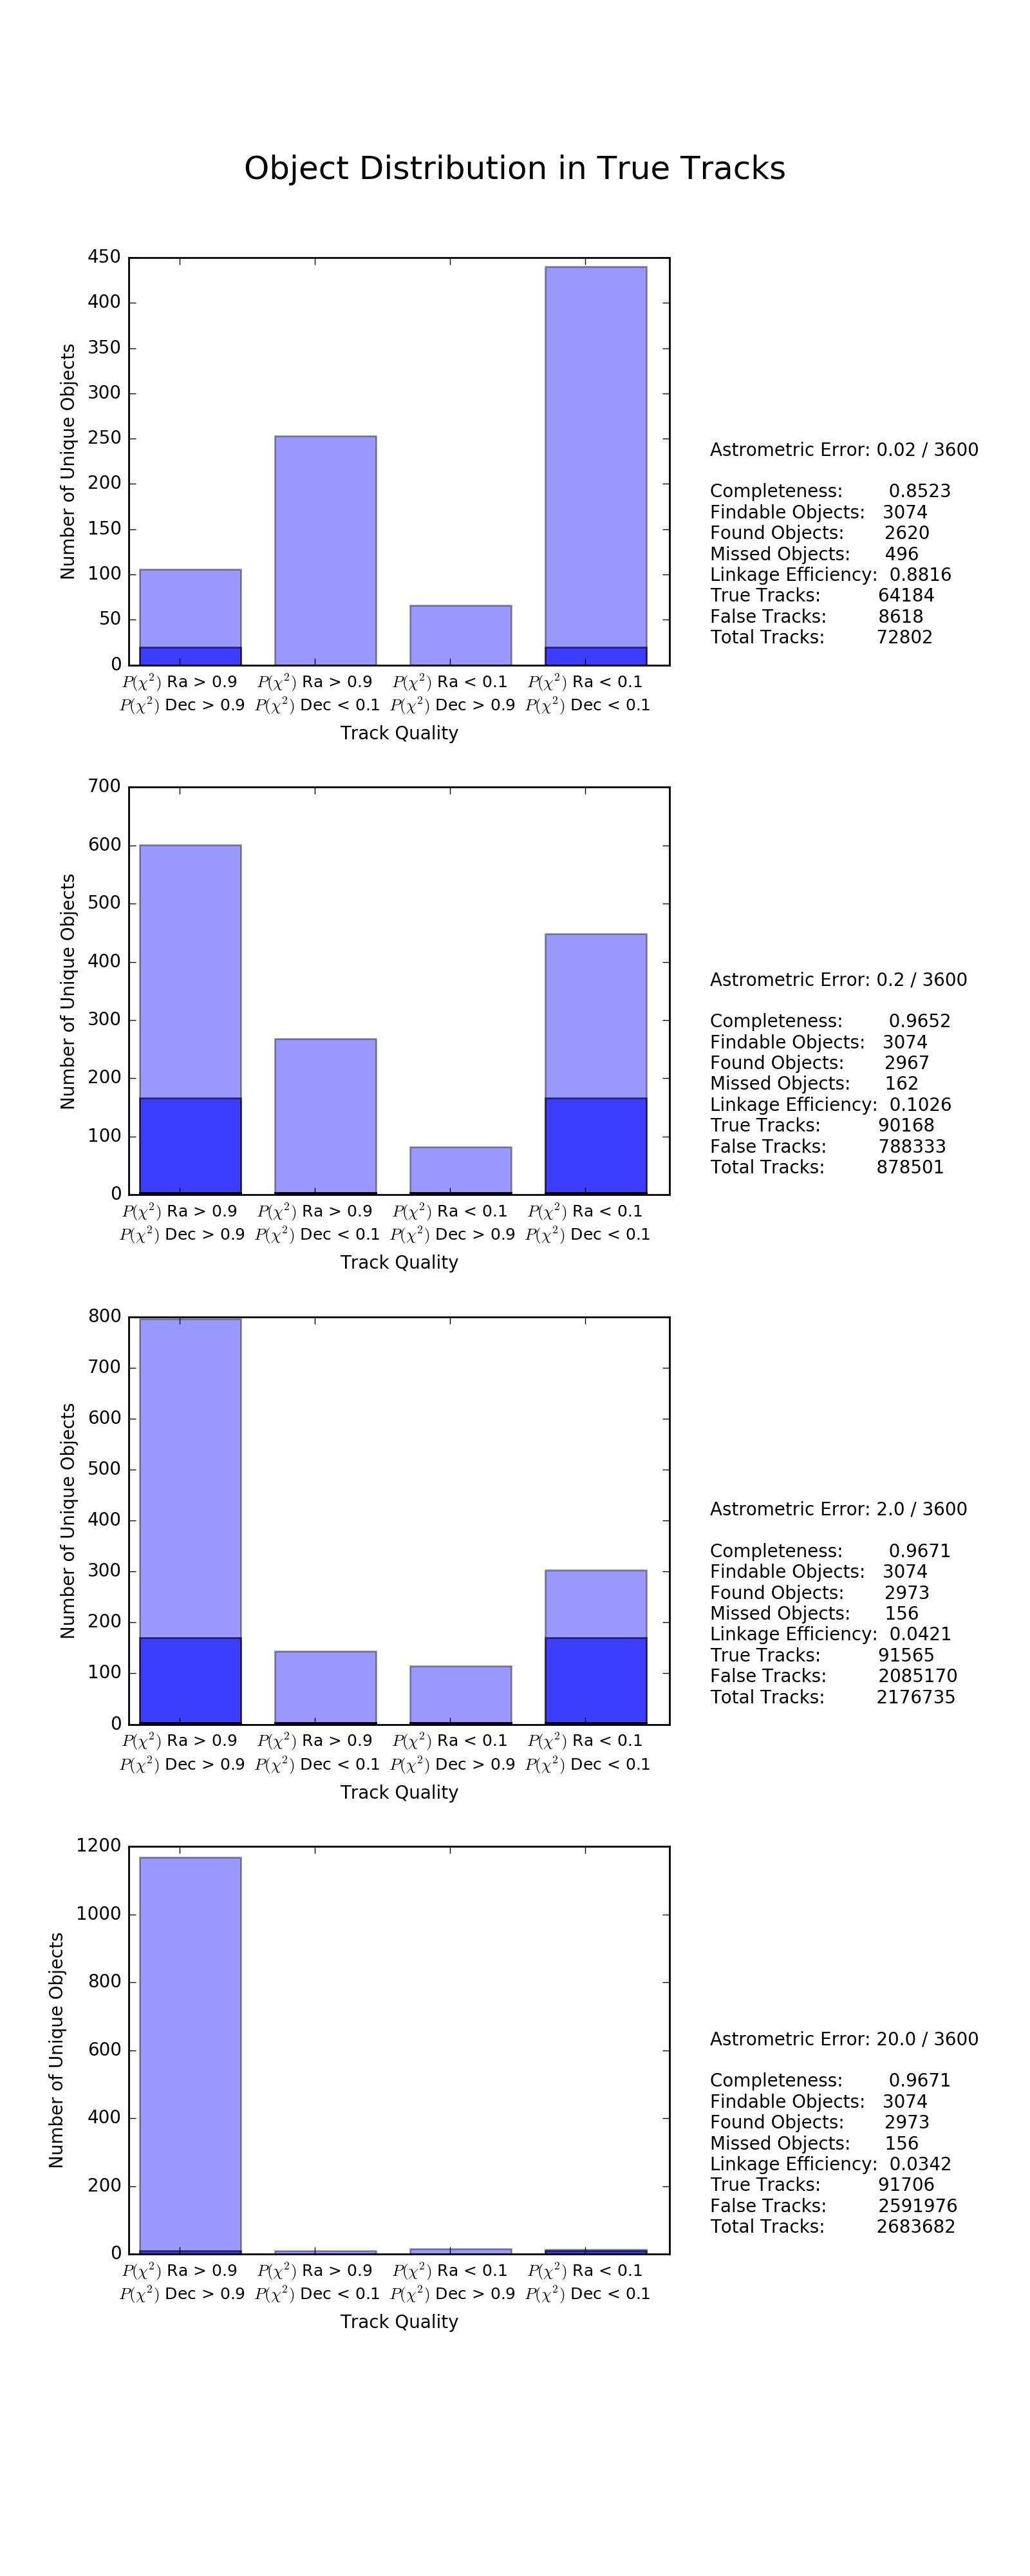 Object Distribution in True Tracks
450
400
350
300
250
200
150
100
50
0
Number of Unique Objects
P(χ²) Ra > 0.9 P(χ²) Ra > 0.9 P(χ²) Ra < 0.1 P(χ²) Ra < 0.1
P(χ²) Dec > 0.9 P(χ²) Dec < 0.1 P(χ²) Dec > 0.9 P(χ²) Dec < 0.1
Track Quality
Astrometric Error: 0.02 / 3600
Completeness: 0.8523
Findable Objects: 3074
Found Objects: 2620
Missed Objects: 496
Linkage Efficiency: 0.8816
True Tracks: 64184
False Tracks: 8618
Total Tracks: 72802
700
600
500
400
300
200
100
0
Number of Unique Objects
P(χ²) Ra > 0.9 P(χ²) Ra > 0.9 P(χ²) Ra < 0.1 P(χ²) Ra < 0.1
P(χ²) Dec > 0.9 P(χ²) Dec < 0.1 P(χ²) Dec > 0.9 P(χ²) Dec < 0.1
Track Quality
Astrometric Error: 0.2 / 3600
Completeness: 0.9652
Findable Objects: 3074
Found Objects: 2967
Missed Objects: 162
Linkage Efficiency: 0.1026
True Tracks: 90168
False Tracks: 788333
Total Tracks: 878501
800
700
600
500
400
300
200
100
0
Number of Unique Objects
P(χ²) Ra > 0.9 P(χ²) Ra > 0.9 P(χ²) Ra < 0.1 P(χ²) Ra < 0.1
P(χ²) Dec > 0.9 P(χ²) Dec < 0.1 P(χ²) Dec > 0.9 P(χ²) Dec < 0.1
Track Quality
Astrometric Error: 2.0 / 3600
Completeness: 0.9671
Findable Objects: 3074
Found Objects: 2973
Missed Objects: 156
Linkage Efficiency: 0.0421
True Tracks: 91565
False Tracks: 2085170
Total Tracks: 2176735
1200
1000
800
600
400
200
0
Number of Unique Objects
P(χ²) Ra > 0.9 P(χ²) Ra > 0.9 P(χ²) Ra < 0.1 P(χ²) Ra < 0.1
P(χ²) Dec > 0.9 P(χ²) Dec < 0.1 P(χ²) Dec > 0.9 P(χ²) Dec < 0.1
Track Quality
Astrometric Error: 20.0 / 3600
Completeness: 0.9671
Findable Objects: 3074
Found Objects: 2973
Missed Objects: 156
Linkage Efficiency: 0.0342
True Tracks: 91706
False Tracks: 2591976
Total Tracks: 2683682